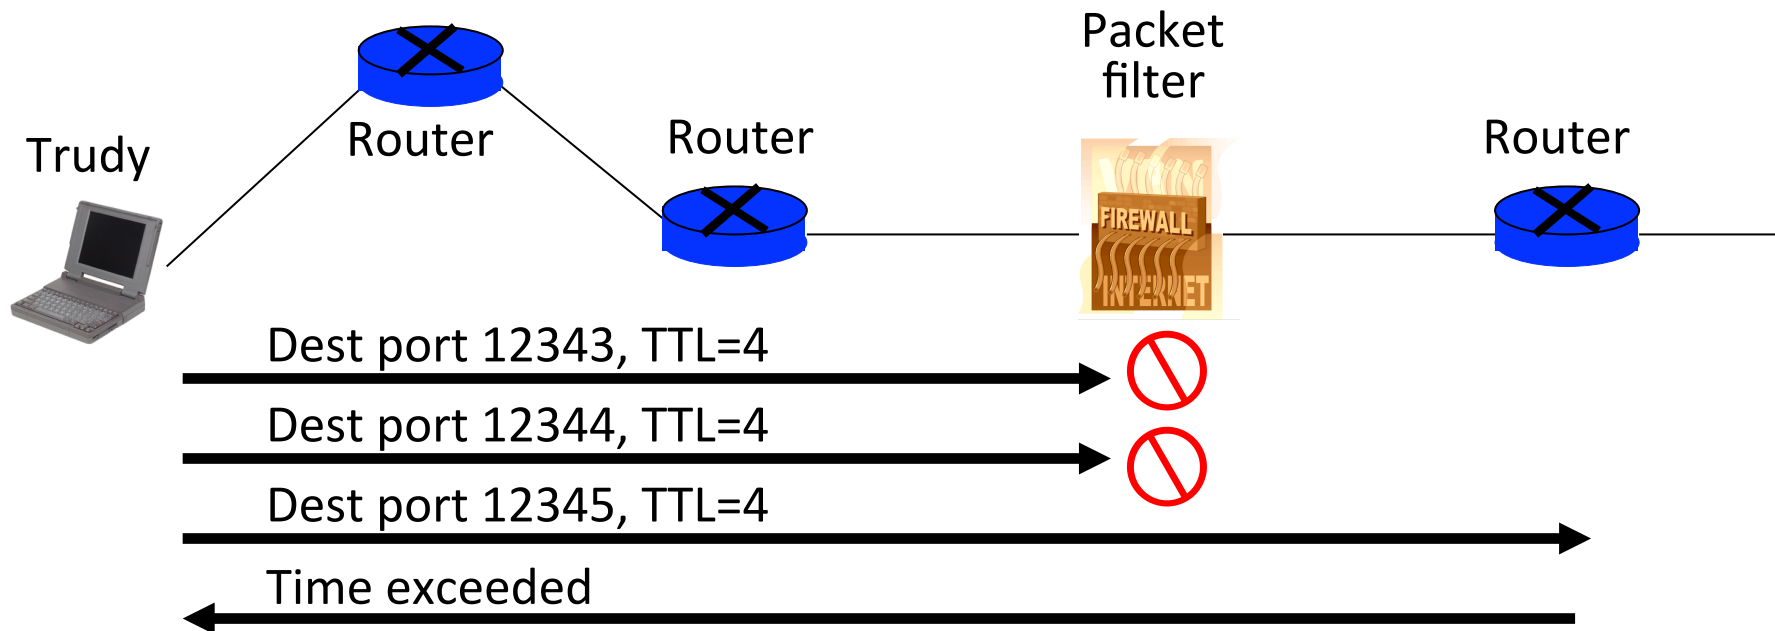 Packet
filter
Router
Router
Router
Trudy
FIREWALL
INTERNET
Dest port 12343, TTL=4
Dest port 12344, TTL=4
Dest port 12345, TTL=4
Time exceeded